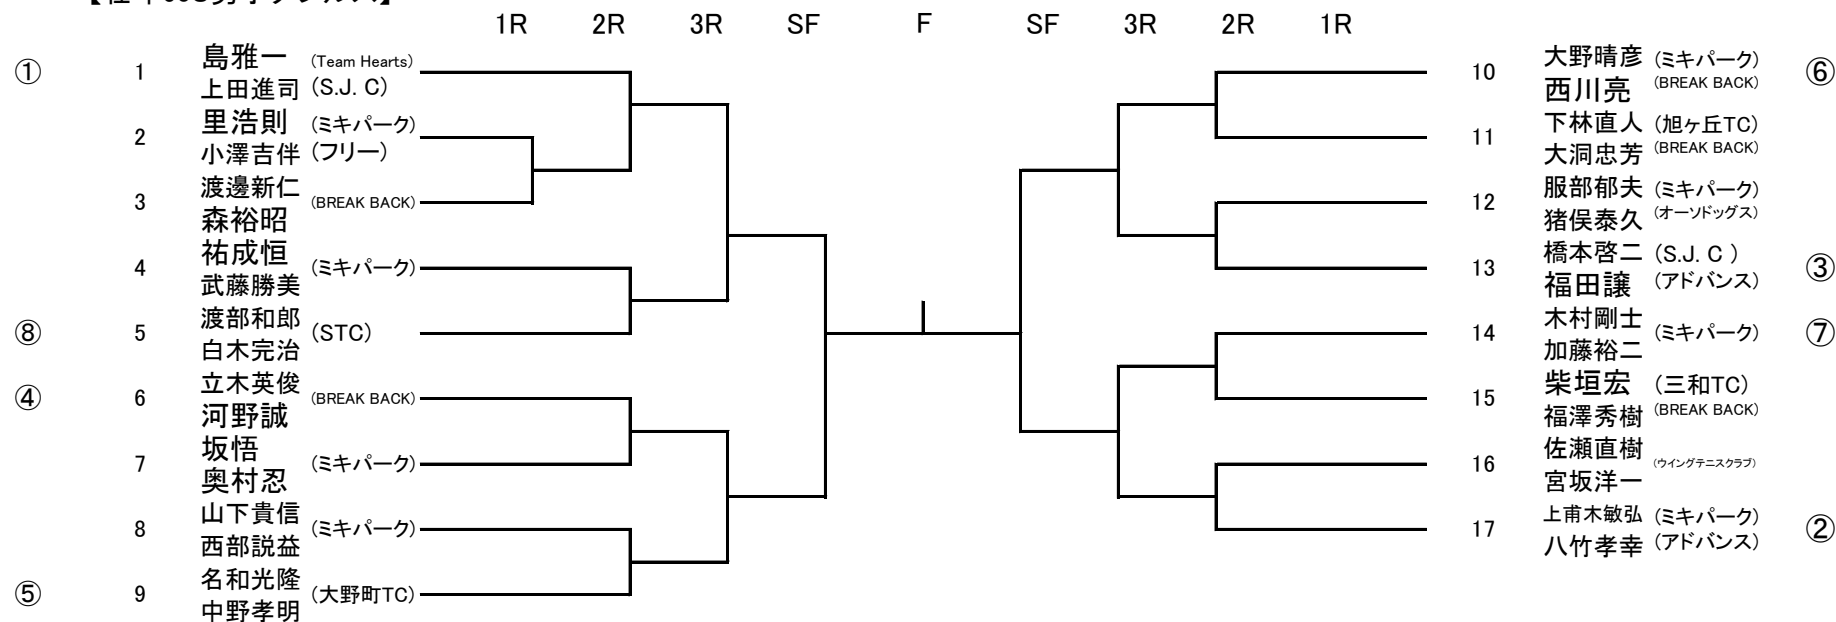 1R 2R 3R SF F SF 3R 2R 1R
① 1 島雅一 (Team Hearts)
上田進司 (S.J. C)
2 里浩則 (ミキパーク)
小澤吉伴 (フリー)
3 渡邊新仁 (BREAK BACK)
森裕昭
4 祐成恒 (ミキパーク)
武藤勝美
⑧ 5 渡部和郎 (STC)
白木完治
④ 6 立木英俊 (BREAK BACK)
河野誠
7 坂悟 (ミキパーク)
奥村忍
8 山下貴信 (ミキパーク)
西部説益
⑤ 9 名和光隆 (大野町TC)
中野孝明
10 大野晴彦 (ミキパーク) ⑥
西川亮 (BREAK BACK)
11 下林直人 (旭ヶ丘TC)
大洞忠芳 (BREAK BACK)
12 服部郁夫 (ミキパーク)
猪俣泰久 (オーソドッグス)
13 橋本啓二 (S.J. C ) ③
福田譲 (アドバンス)
14 木村剛士 (ミキパーク) ⑦
加藤裕二
15 柴垣宏 (三和TC)
福澤秀樹 (BREAK BACK)
16 佐瀬直樹 (ウイングテニスクラブ)
宮坂洋一
17 上甫木敏弘 (ミキパーク) ②
八竹孝幸 (アドバンス)